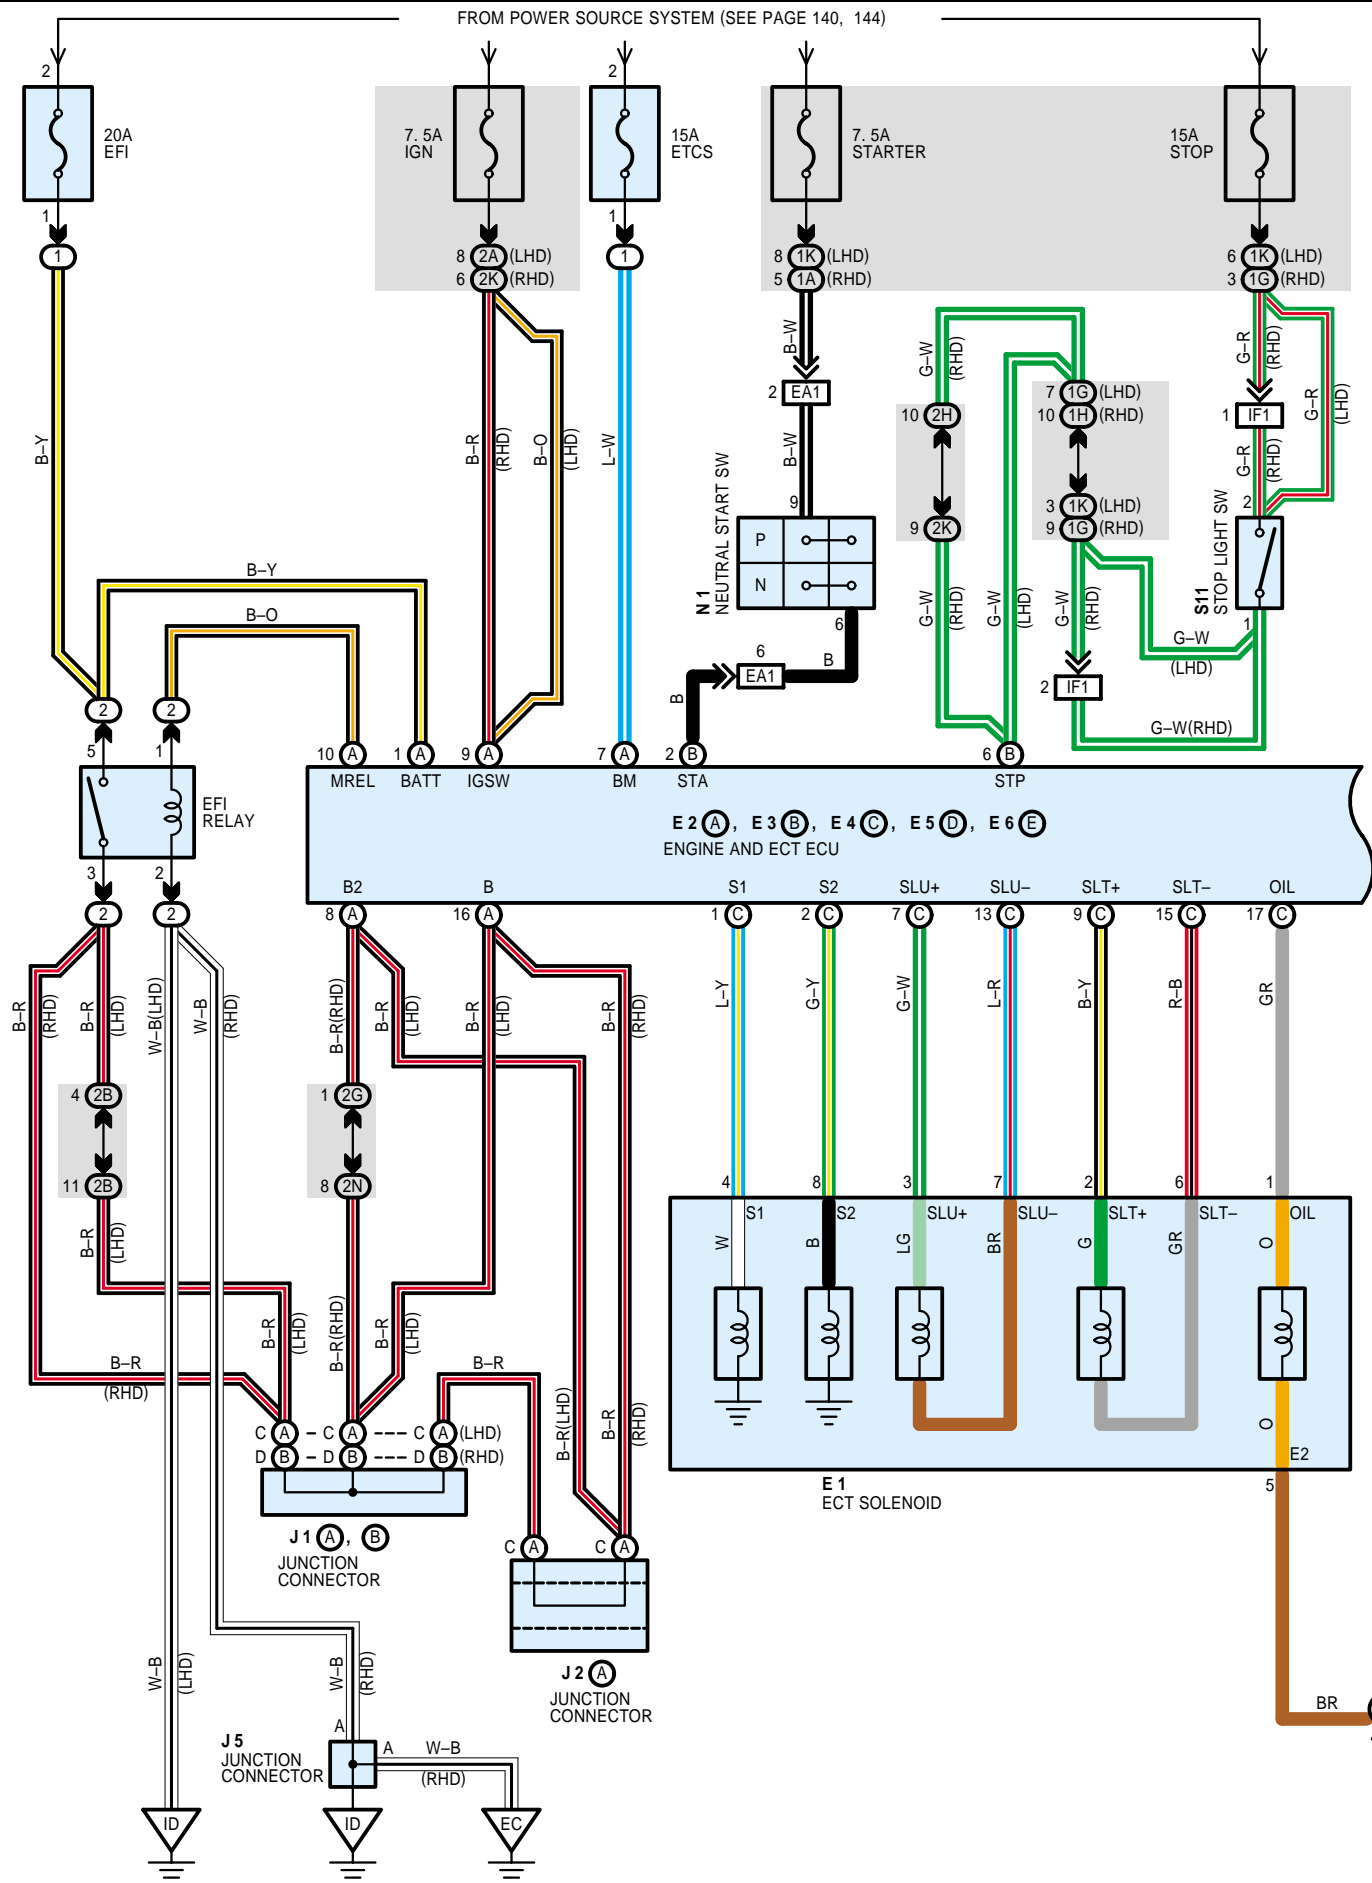 FROM POWER SOURCE SYSTEM (SEE PAGE 140, 144)
2
2
20A
EFI
7. 5A
IGN
15A
ETCS
7. 5A
STARTER
15A
STOP
1
1
1
8 2A (LHD)
6 2K (RHD)
1
8 1K (LHD)
5 1A (RHD)
6 1K (LHD)
3 1G (RHD)
B–Y
B–R
(RHD)
B–O
(LHD)
L–W
B–W
2 EA1
B–W
G–W
(RHD)
10 2H
7 1G (LHD)
10 1H (RHD)
G–R
(RHD)
1 IF1
G–R
(LHD)
G–R
(RHD)
9
2
3 1K (LHD)
9 1G (RHD)
9 2K
N 1
NEUTRAL START SW
P
N
6
S11
STOP LIGHT SW
1
G–W
(RHD)
G–W
(LHD)
G–W
(RHD)
G–W
(LHD)
B–Y
B–O
6
EA1
B
B
2 IF1
G–W(RHD)
2
2
5
1
10 A
1 A
9 A
7 A
2 B
6 B
MREL
BATT
IGSW
BM
STA
STP
EFI
RELAY
E 2 A , E 3 B , E 4 C , E 5 D , E 6 E
ENGINE AND ECT ECU
3
2
B2
B
S1
S2
SLU+
SLU–
SLT+
SLT–
OIL
2
2
8 A
16 A
1 C
2 C
7 C
13 C
9 C
15 C
17 C
B–R
(RHD)
B–R
(LHD)
W–B(LHD)
W–B
(RHD)
B–R(RHD)
B–R
(LHD)
B–R
(LHD)
B–R
(RHD)
L–Y
G–Y
G–W
L–R
B–Y
R–B
GR
4 2B
1 2G
11 2B
8 2N
4
8
3
7
2
6
1
S1
S2
SLU+
SLU–
SLT+
SLT–
OIL
B–R
(LHD)
W
B
LG
BR
G
GR
O
B–R
(LHD)
B–R(RHD)
B–R
(LHD)
B–R
(RHD)
B–R
B–R(LHD)
B–R
(RHD)
O
C A – C A --- C A (LHD)
D B – D B --- D B (RHD)
E2
5
E 1
ECT SOLENOID
J 1 A , B
JUNCTION
CONNECTOR
C A
C A
J 2 A
JUNCTION
CONNECTOR
W–B
(LHD)
W–B
(RHD)
BR
A
J 5
JUNCTION
CONNECTOR
A
W–B
(RHD)
ID
ID
EC